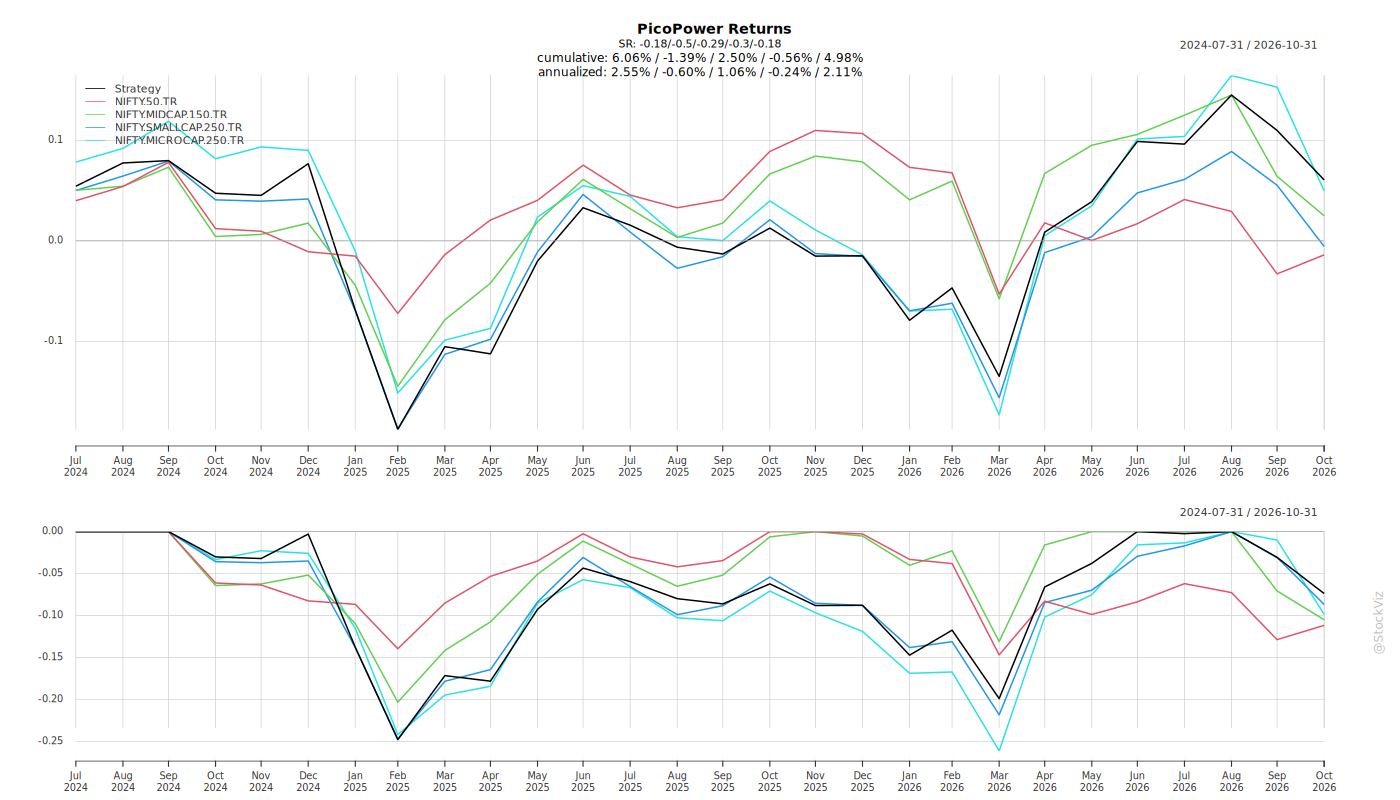 PicoPower Returns
SR: -0.18/-0.5/-0.29/-0.3/-0.18
2024-07-31 / 2026-10-31
cumulative: 6.06% / -1.39% / 2.50% / -0.56% / 4.98%
annualized: 2.55% / -0.60% / 1.06% / -0.24% / 2.11%
Strategy
NIFTY.50.TR
NIFTY.MIDCAP.150.TR
NIFTY.SMALLCAP.250.TR
NIFTY.MICROCAP.250.TR
0.1
0.0
-0.1
Jul Aug Sep Oct Nov Dec Jan Feb Mar Apr May Jun Jul Aug Sep Oct Nov Dec Jan Feb Mar Apr May Jun Jul Aug Sep Oct
2024 2024 2024 2024 2024 2024 2025 2025 2025 2025 2025 2025 2025 2025 2025 2025 2025 2025 2026 2026 2026 2026 2026 2026 2026 2026 2026 2026
2024-07-31 / 2026-10-31
0.00
-0.05
-0.10
-0.15
-0.20
-0.25
Jul Aug Sep Oct Nov Dec Jan Feb Mar Apr May Jun Jul Aug Sep Oct Nov Dec Jan Feb Mar Apr May Jun Jul Aug Sep Oct
2024 2024 2024 2024 2024 2024 2025 2025 2025 2025 2025 2025 2025 2025 2025 2025 2025 2025 2026 2026 2026 2026 2026 2026 2026 2026 2026 2026
@StockViz